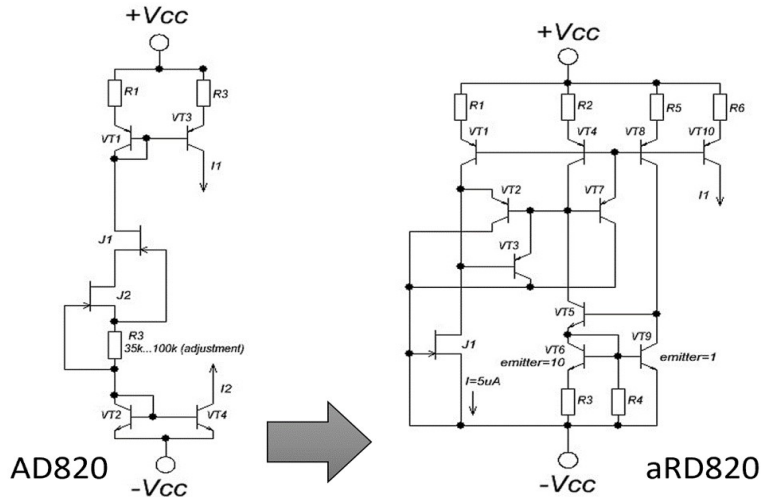 +Vcc
R1
R3
VT1
VT3
I1
J1
J2
R3
35k...100k (adjustment)
I2
VT2
VT4
-Vcc
AD820
+Vcc
R1
R2
R5
R6
VT1
VT4
VT8
VT10
I1
VT2
VT7
VT3
VT5
J1
VT6
VT9
emitter=10
emitter=1
I=5uA
R3
R4
-Vcc
aRD820